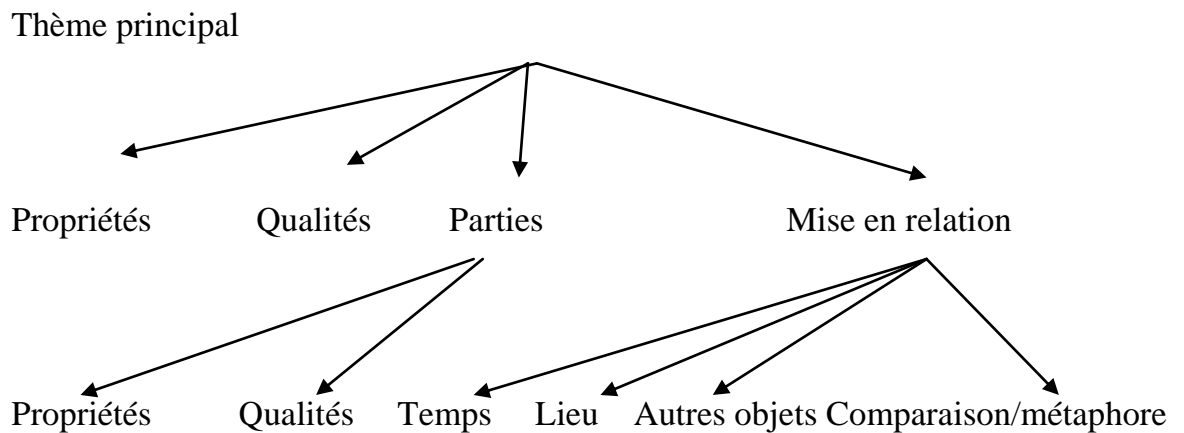 Thème principal
Propriétés Qualités Parties Mise en relation
Propriétés Qualités Temps Lieu Autres objets Comparaison/métaphore